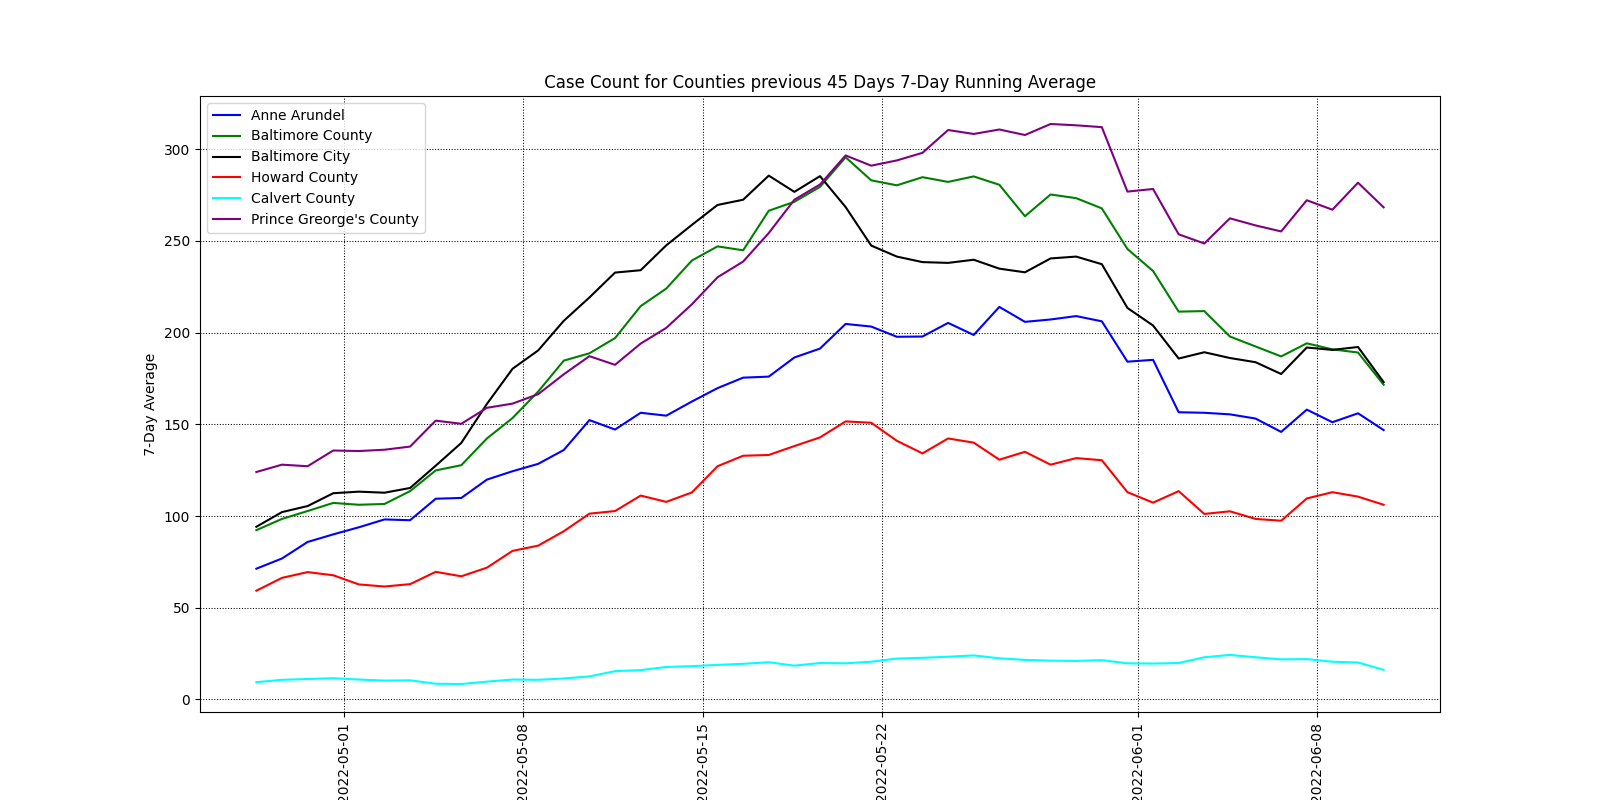 Case Count for Counties previous 45 Days 7-Day Running Average
Anne Arundel
Baltimore County
Baltimore City
Howard County
Calvert County
Prince Greorge's County
7-Day Average
300
250
200
150
100
50
0
2022-05-01
2022-05-08
2022-05-15
2022-05-22
2022-06-01
2022-06-08